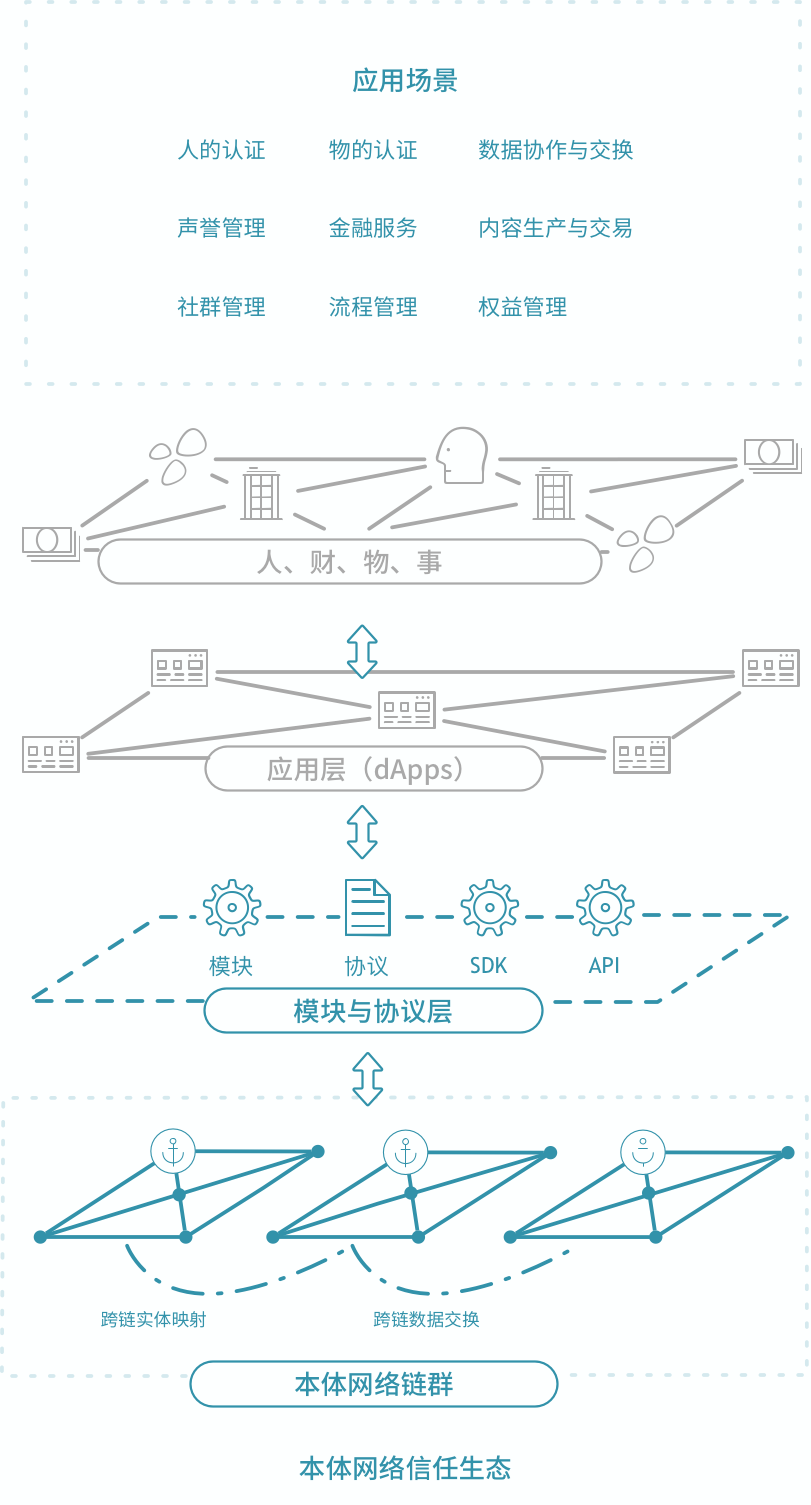 应用场景
人的认证 物的认证 数据协作与交换
声誉管理 金融服务 内容生产与交易
社群管理 流程管理 权益管理
人、财、物、事
应用层（dApps）
模块 协议 SDK API
模块与协议层
跨链实体映射 跨链数据交换
本体网络链群
本体网络信任生态